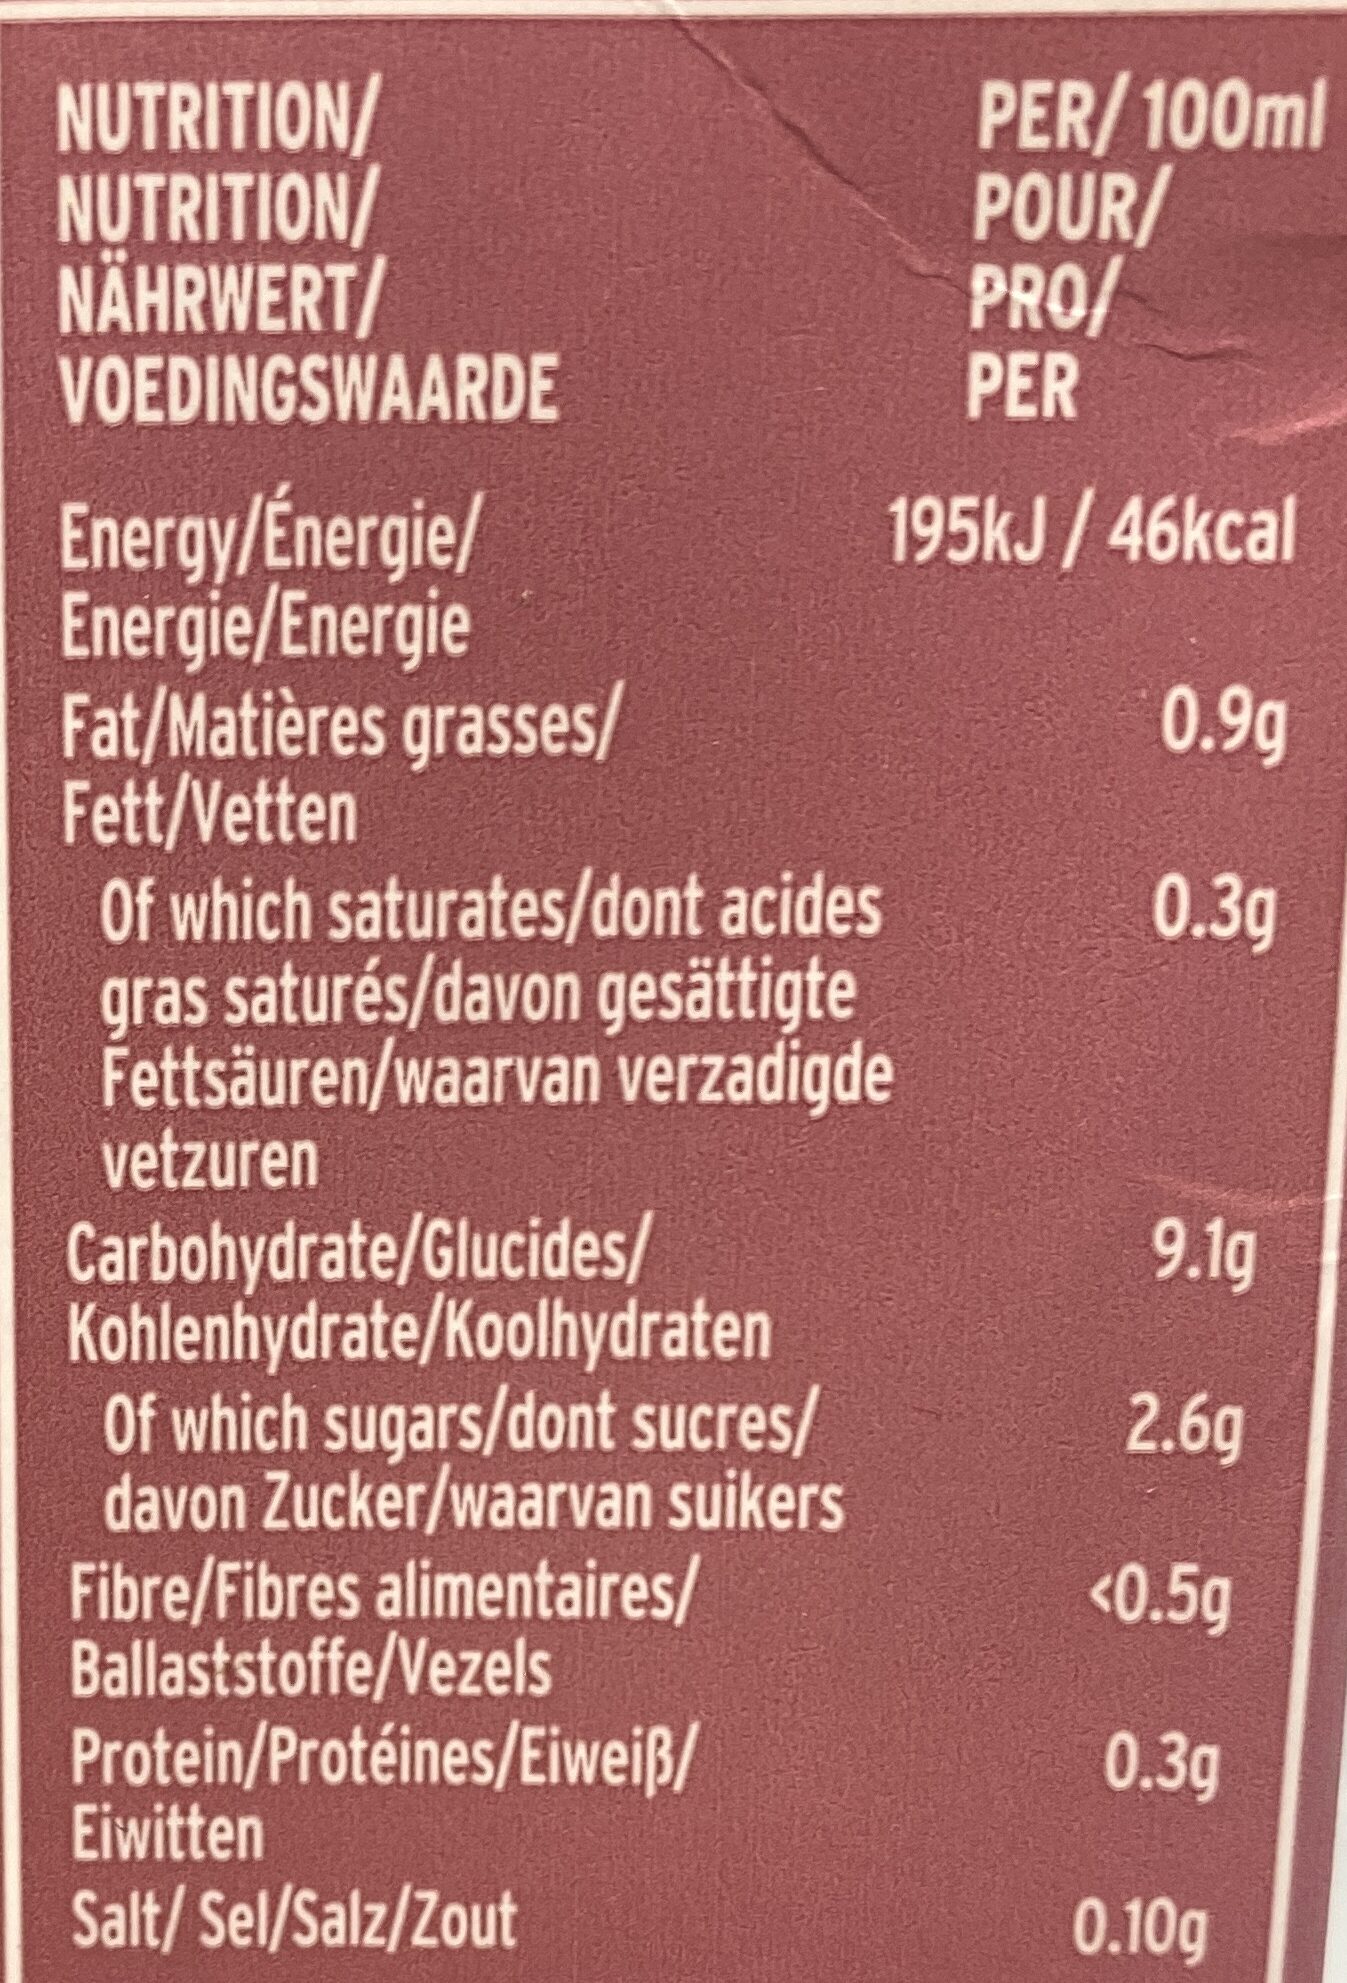 NUTRITION/ PER/ 100ml
NUTRITION/ POUR/
NÄHRWERT/ PRO/
VOEDINGSWAARDE PER
Energy/Énergie/ 195kJ / 46kcal
Energie/Energie
Fat/Matières grasses/ 0.9g
Fett/Vetten
Of which saturates/dont acides 0.3g
gras saturés/davon gesättigte
Fettsäuren/waarvan verzadigde
vetzuren
Carbohydrate/Glucides/ 9.1g
Kohlenhydrate/Koolhydraten
Of which sugars/dont sucres/ 2.6g
davon Zucker/waarvan suikers
Fibre/Fibres alimentaires/ <0.5g
Ballaststoffe/Vezels
Protein/Protéines/Eiweiß/ 0.3g
Eiwitten
Salt/ Sel/Salz/Zout 0.10g